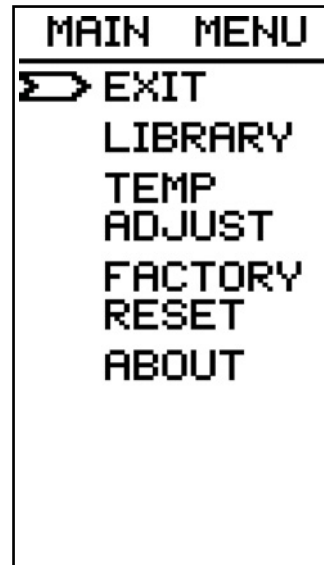 MAIN MENU
EXIT
LIBRARY
TEMP
ADJUST
FACTORY
RESET
ABOUT